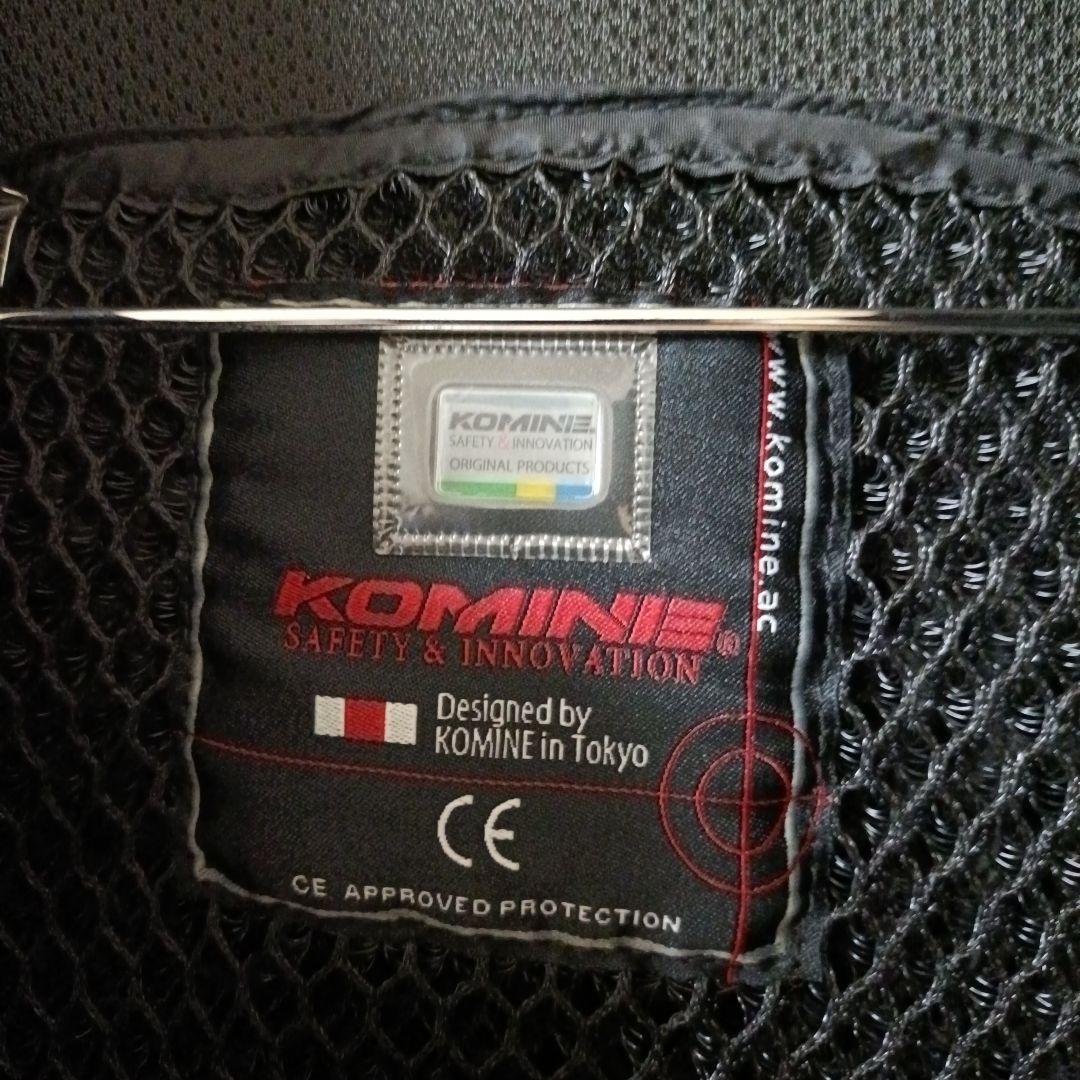 KOMINE
SAFETY & INNOVATION
ORIGINAL PRODUCTS
www.komine.ac
KOMINE®
SAFETY & INNOVATION
Designed by
KOMINE in Tokyo
CE
CE APPROVED PROTECTION